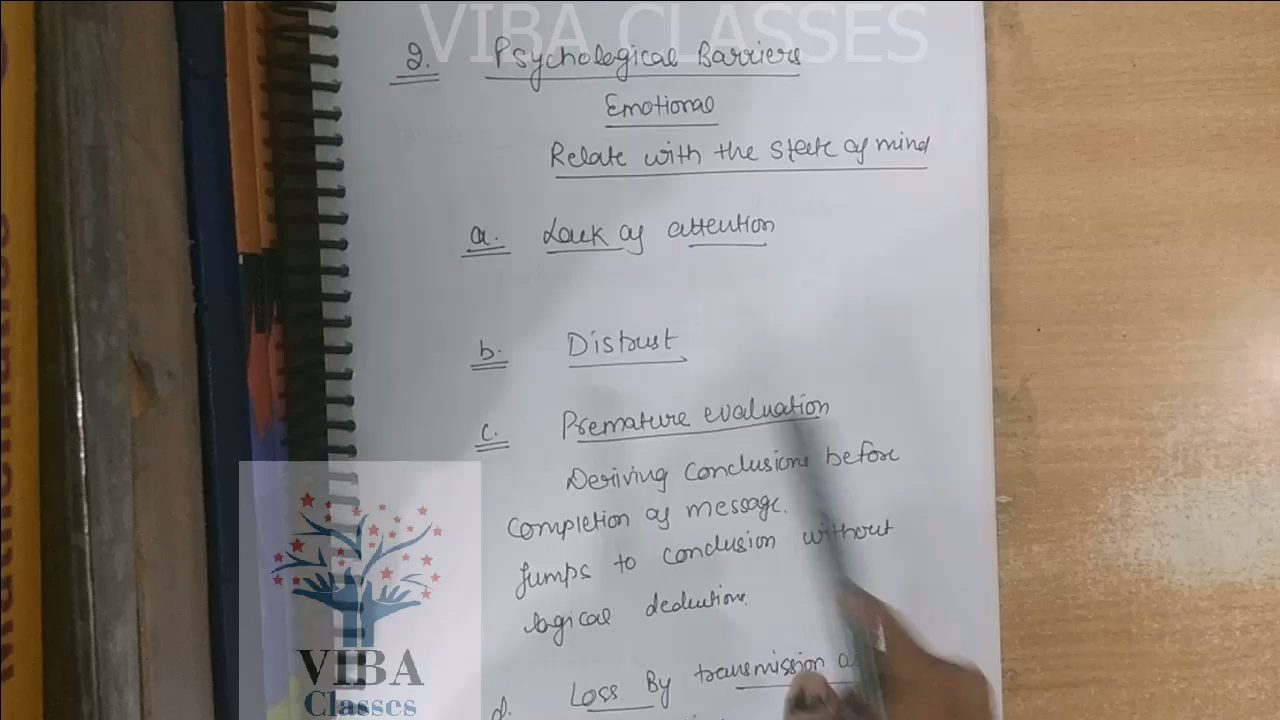 VIBA CLASSES
2. Psychological Barriers
Emotional
Relate with the state of mind
a. Lack of attention
b. Distrust
c. Premature evaluation
Deriving conclusions before
completion of message.
Jumps to conclusion without
logical deductions.
d. Loss By transmission
VIBA
Classes